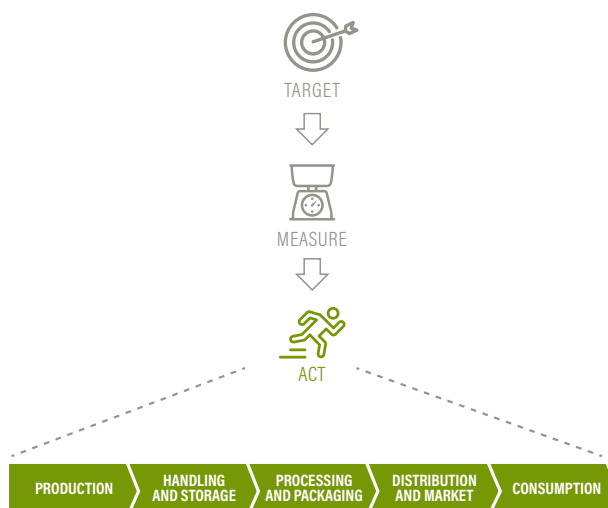 TARGET
MEASURE
ACT
PRODUCTION
HANDLING
AND STORAGE
PROCESSING
AND PACKAGING
DISTRIBUTION
AND MARKET
CONSUMPTION